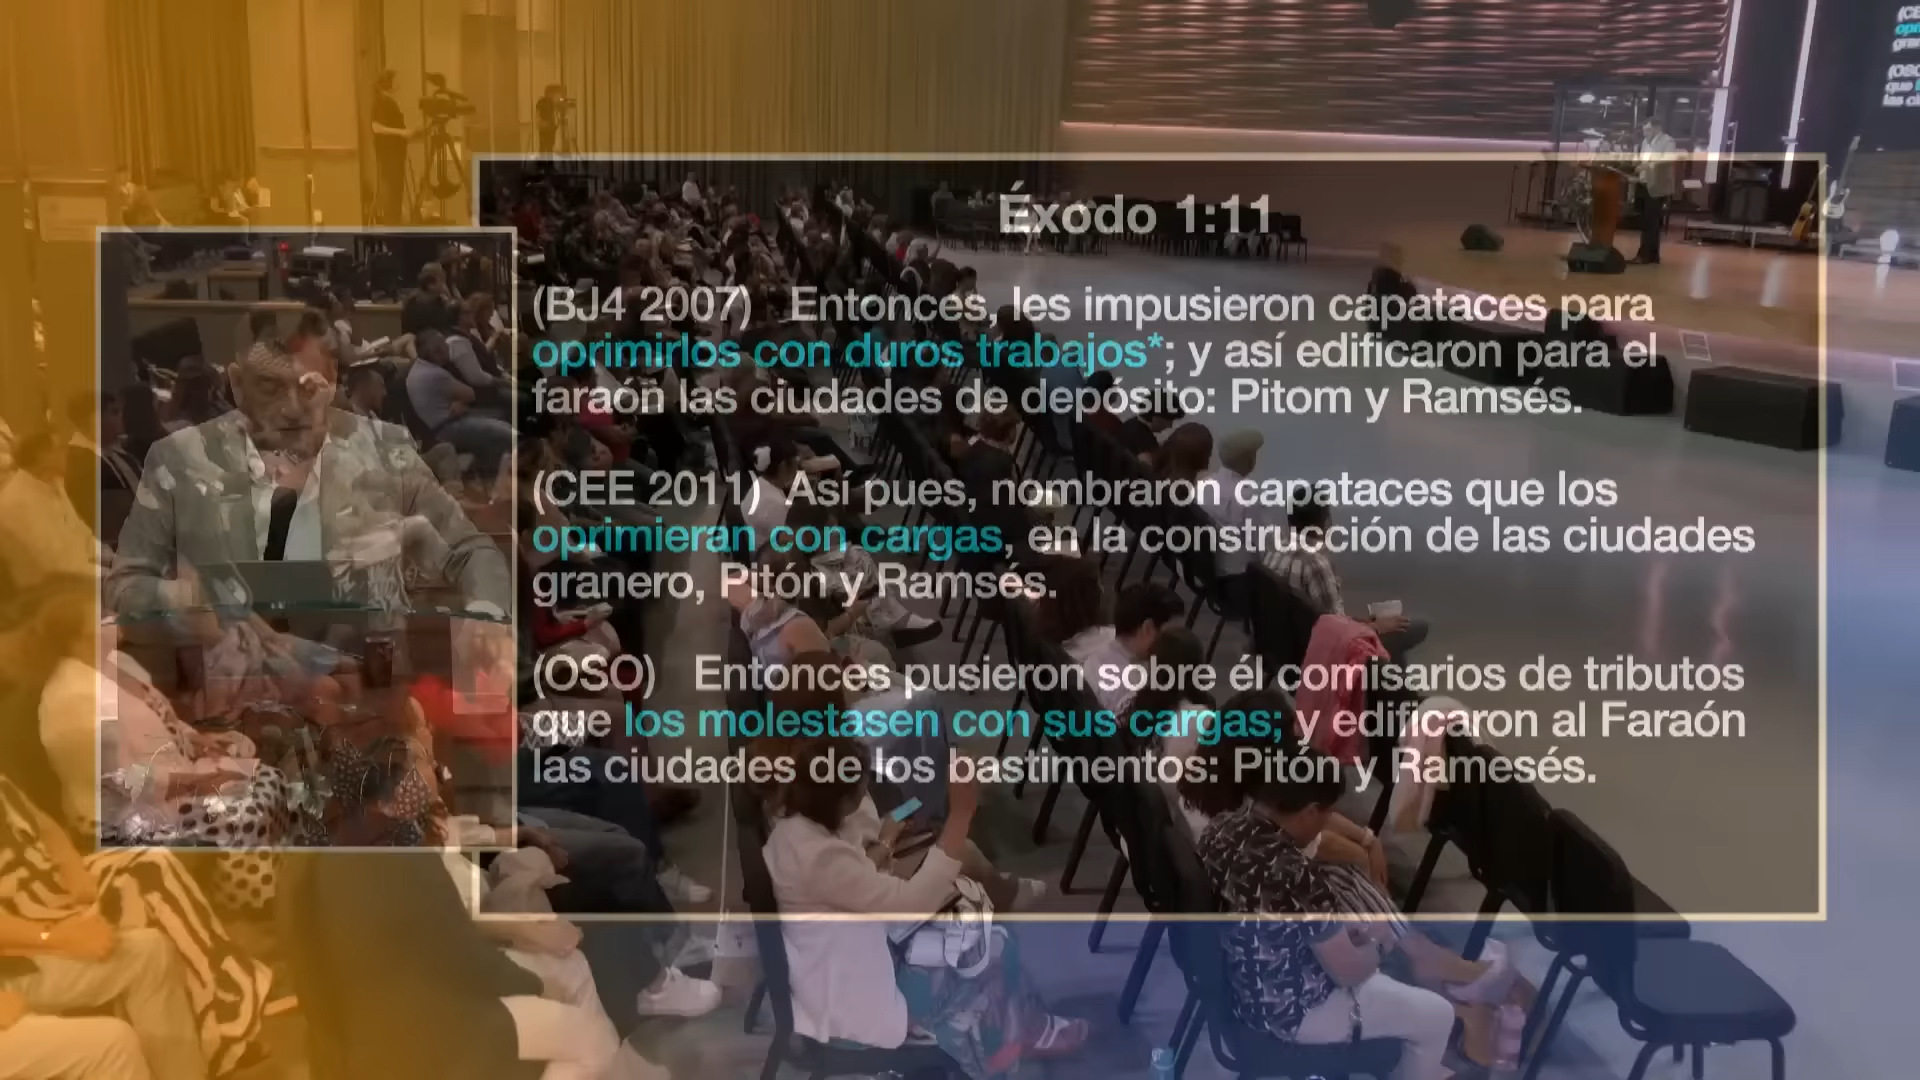 Éxodo 1:11
(BJ4 2007) Entonces, les impusieron capataces para
oprimirlos con duros trabajos*; y así edificaron para el
faraón las ciudades de depósito: Pitom y Ramsés.
(CEE 2011) Así pues, nombraron capataces que los
oprimieran con cargas, en la construcción de las ciudades
granero, Pitón y Ramsés.
(OSO) Entonces pusieron sobre él comisarios de tributos
que los molestasen con sus cargas; y edificaron al Faraón
las ciudades de los bastimentos: Pitón y Ramesés.